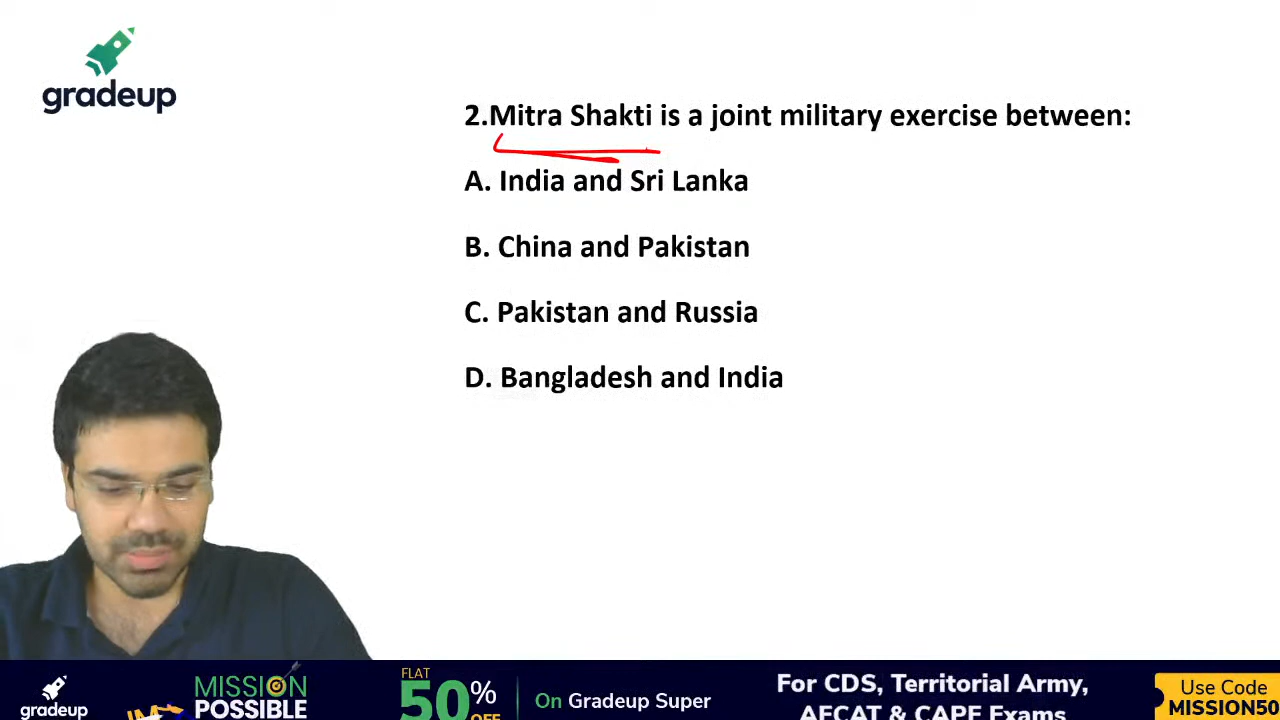 gradeup
2.Mitra Shakti is a joint military exercise between:
A. India and Sri Lanka
B. China and Pakistan
C. Pakistan and Russia
D. Bangladesh and India
gradeup
MISSION
POSSIBLE
FLAT
50%
OFF
On Gradeup Super
For CDS, Territorial Army,
AFCAT & CAPF Exams
Use Code
MISSION50